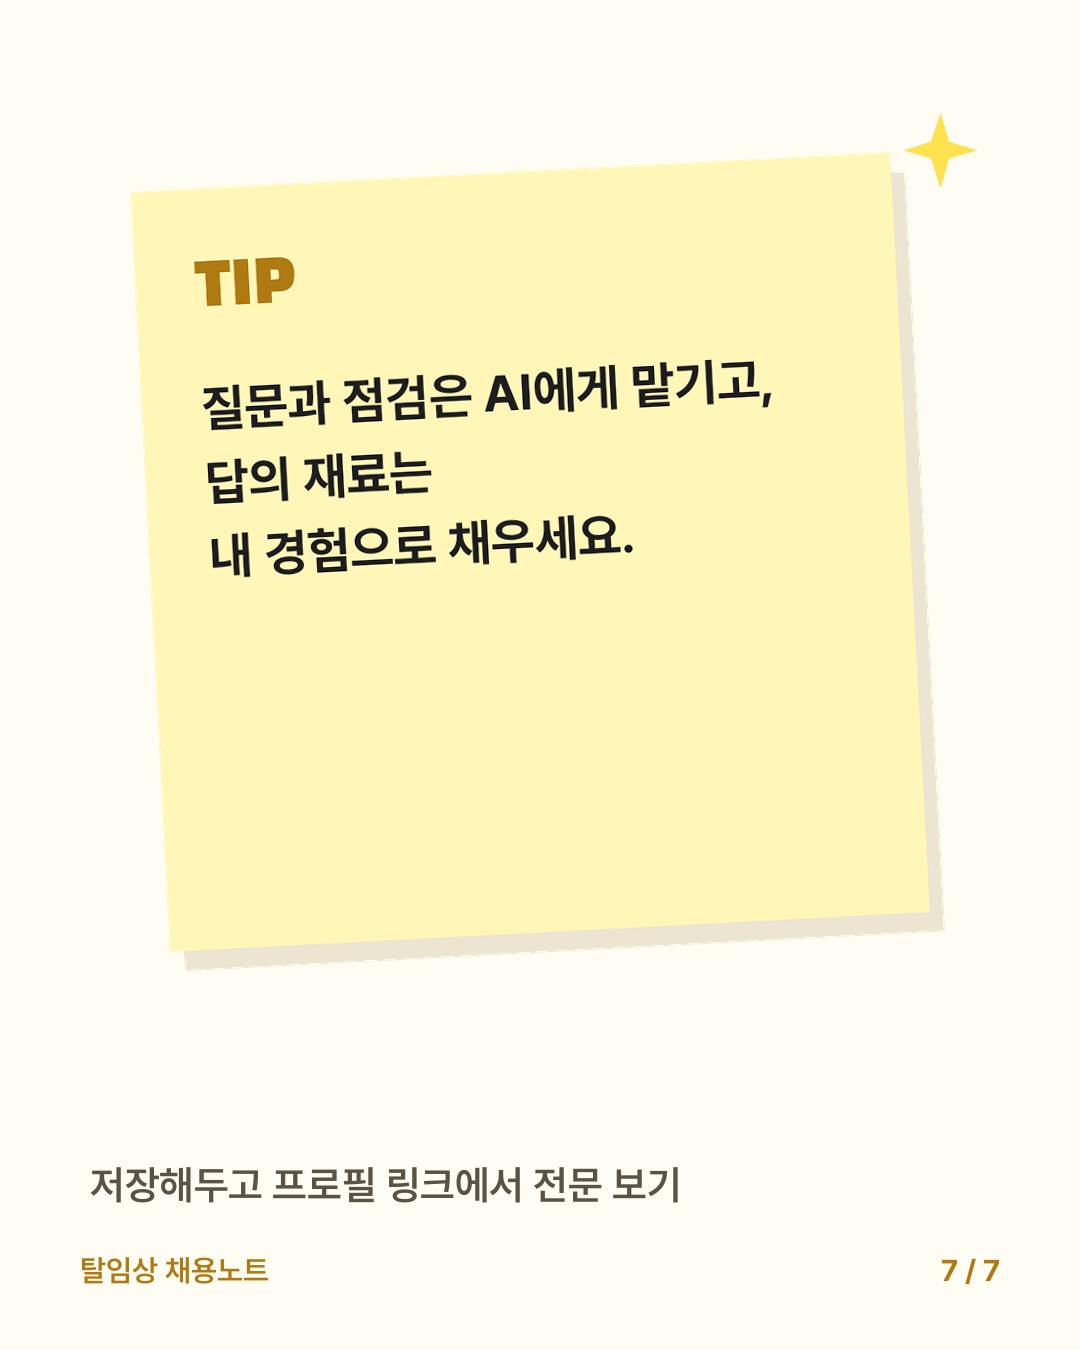 TIP
질문과 점검은 AI에게 맡기고,
답의 재료는
내 경험으로 채우세요.
저장해두고 프로필 링크에서 전문 보기
탈임상 채용노트
7 / 7